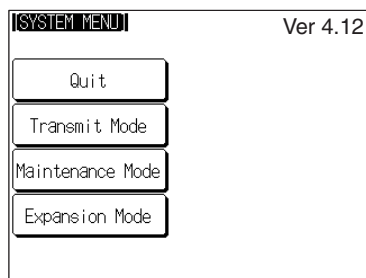 [SYSTEM MENU]
Ver 4.12
Quit
Transmit Mode
Maintenance Mode
Expansion Mode